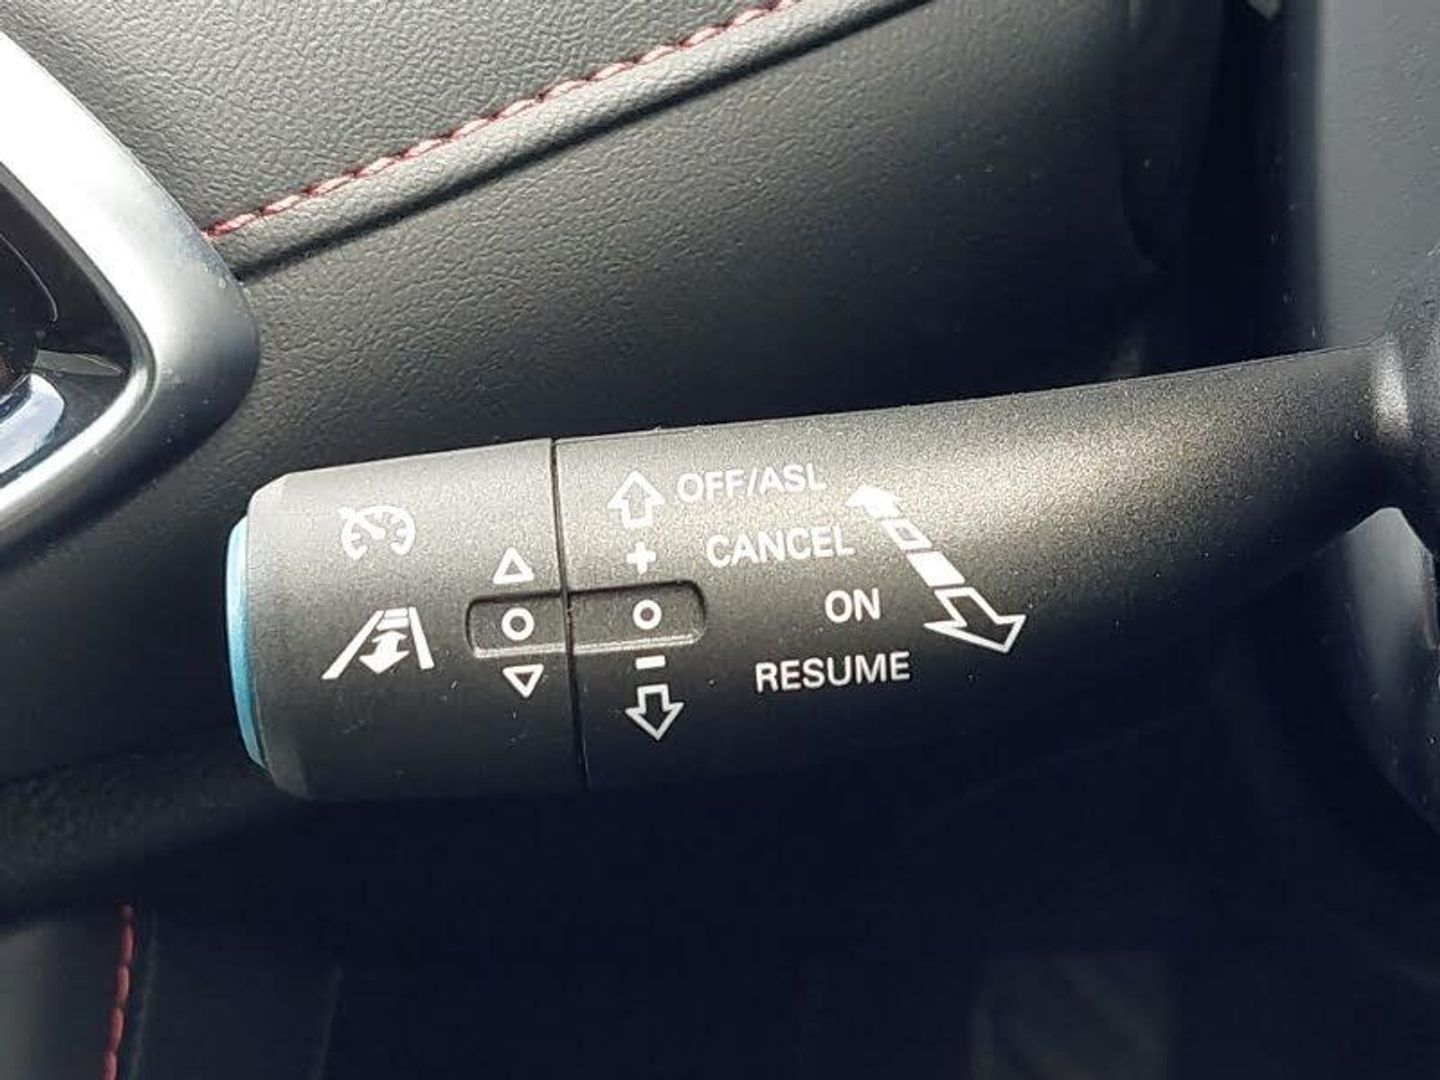 OFF/ASL
CANCEL
+
ON
−
RESUME